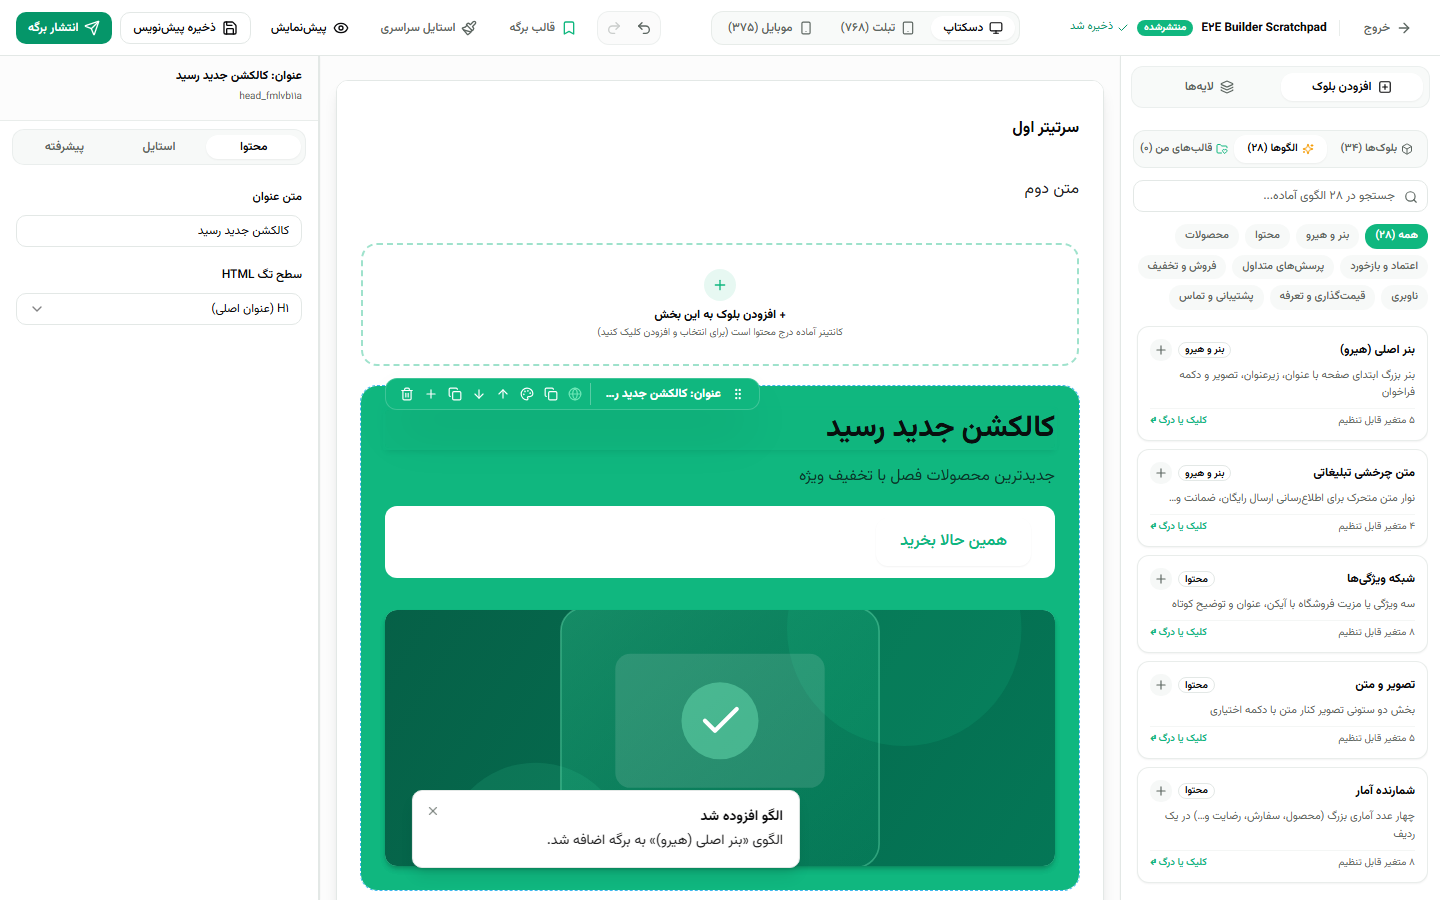 خروج
E۲E Builder Scratchpad
منتشرشده
ذخیره شد
دسکتاپ
تبلت (۷۶۸)
موبایل (۳۷۵)
قالب برگه
استایل سراسری
پیش‌نمایش
ذخیره پیش‌نویس
انتشار برگه
افزودن بلوک
لایه‌ها
بلوک‌ها (۳۴)
الگوها (۲۸)
قالب‌های من (۰)
جستجو در ۲۸ الگوی آماده...
همه (۲۸)
بنر و هیرو
محتوا
محصولات
اعتماد و بازخورد
پرسش‌های متداول
فروش و تخفیف
ناوبری
قیمت‌گذاری و تعرفه
پشتیبانی و تماس
بنر اصلی (هیرو)
بنر و هیرو
بنر بزرگ ابتدای صفحه با عنوان، زیرعنوان، تصویر و دکمه
فراخوان
۵ متغیر قابل تنظیم
کلیک یا درگ
متن چرخشی تبلیغاتی
بنر و هیرو
نوار متن متحرک برای اطلاع‌رسانی ارسال رایگان، ضمانت و...
۴ متغیر قابل تنظیم
کلیک یا درگ
شبکه ویژگی‌ها
محتوا
سه ویژگی یا مزیت فروشگاه با آیکن، عنوان و توضیح کوتاه
۸ متغیر قابل تنظیم
کلیک یا درگ
تصویر و متن
محتوا
بخش دو ستونی تصویر کنار متن با دکمه اختیاری
۵ متغیر قابل تنظیم
کلیک یا درگ
شمارنده آمار
محتوا
چهار عدد آماری بزرگ (محصول، سفارش، رضایت و...) در یک
ردیف
۸ متغیر قابل تنظیم
کلیک یا درگ
سرتیتر اول
متن دوم
+ افزودن بلوک به این بخش
کانتینر آماده درج محتوا است (برای انتخاب و افزودن کلیک کنید)
عنوان: کالکشن جدید ر...
کالکشن جدید رسید
جدیدترین محصولات فصل با تخفیف ویژه
همین حالا بخرید
الگو افزوده شد
الگوی «بنر اصلی (هیرو)» به برگه اضافه شد.
عنوان: کالکشن جدید رسید
head_fmlvb۱۱a
محتوا
استایل
پیشرفته
متن عنوان
کالکشن جدید رسید
سطح تگ HTML
H۱ (عنوان اصلی)